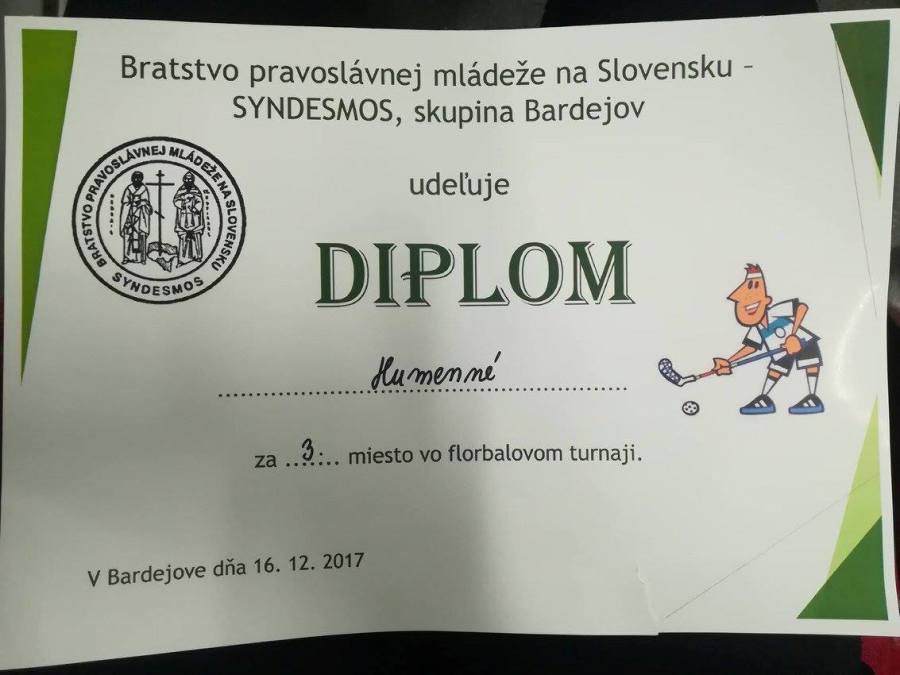 Bratstvo pravoslávnej mládeže na Slovensku –
SYNDESMOS, skupina Bardejov
BRATSTVO PRAVOSLÁVNEJ MLÁDEŽE NA SLOVENSKU
SYNDESMOS
udeľuje
DIPLOM
Humenné
za ..3:.. miesto vo florbalovom turnaji.
V Bardejove dňa 16. 12. 2017